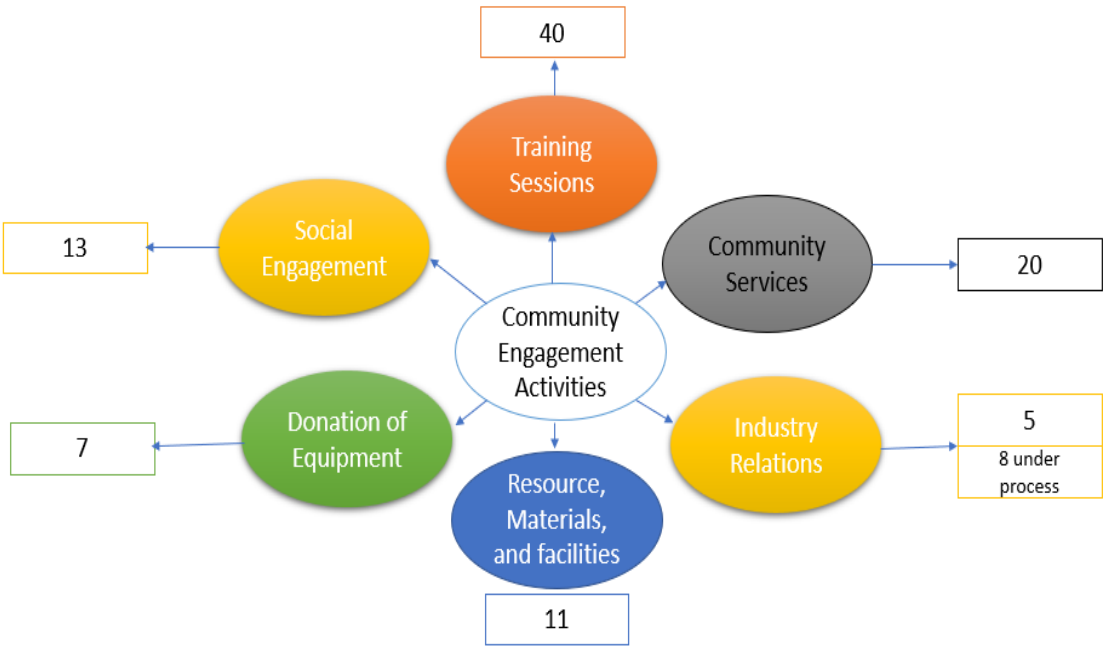 40
Training
Sessions
Social
Engagement
13
Community
Services
20
Community
Engagement
Activities
Donation of
Equipment
7
Industry
Relations
5
8 under
process
Resource,
Materials,
and facilities
11